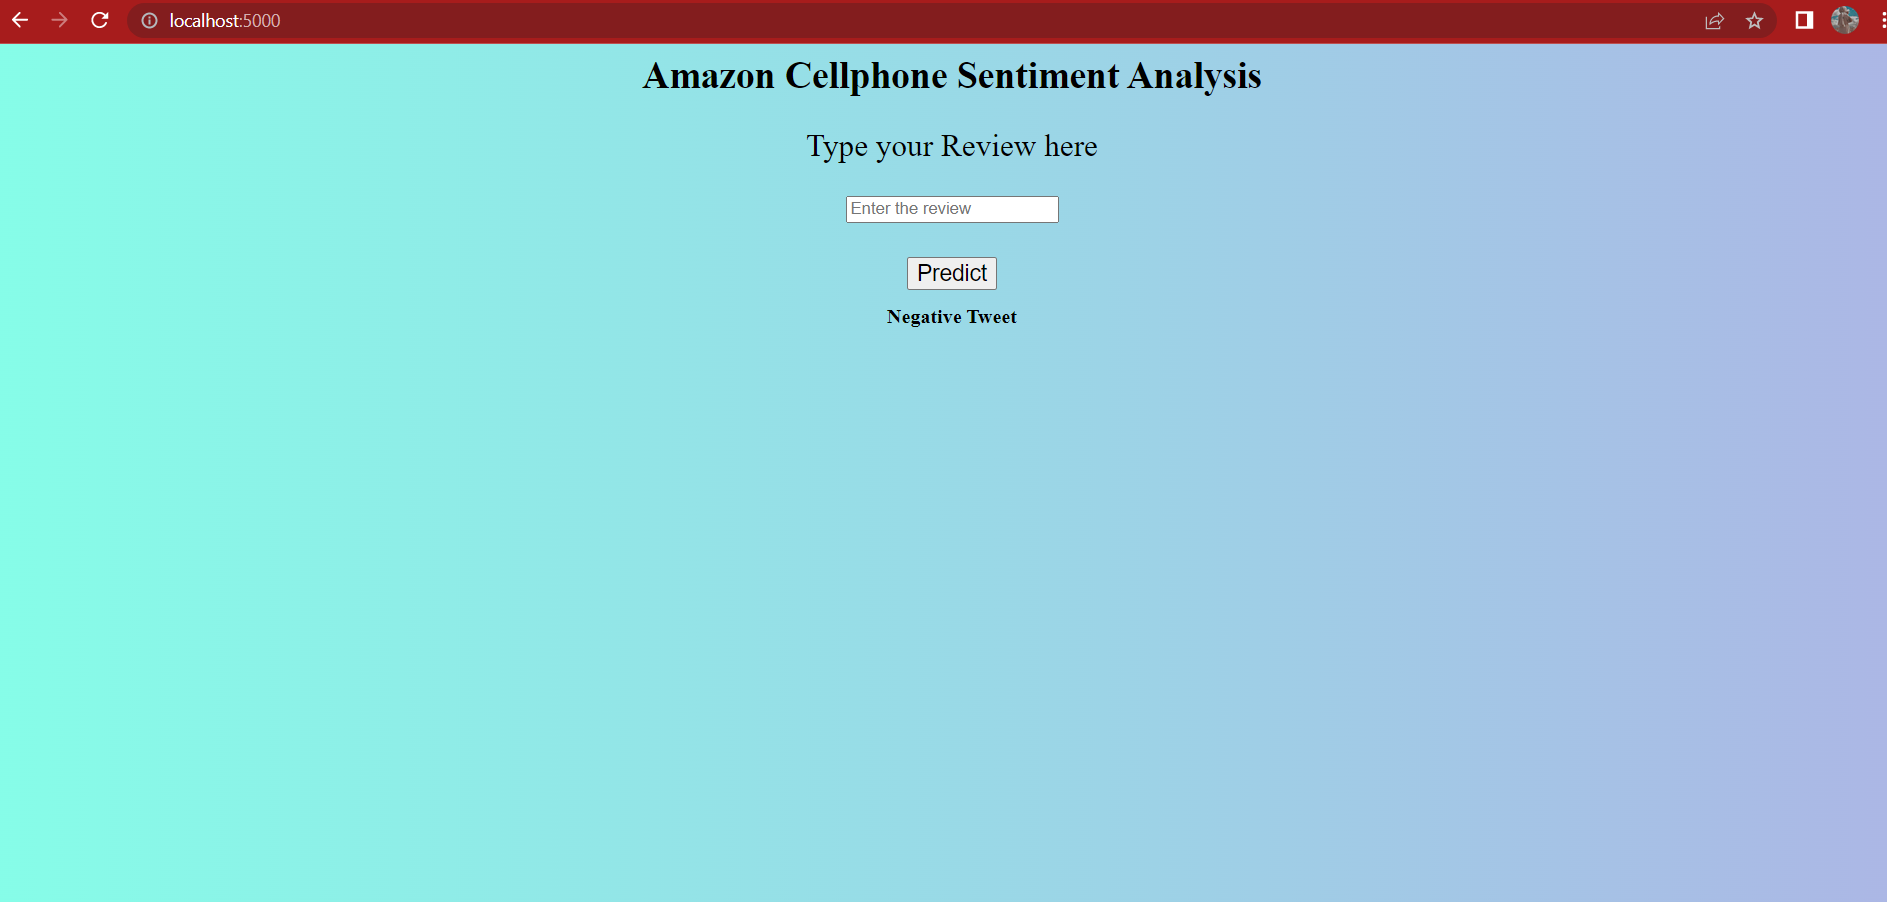 localhost:5000
Amazon Cellphone Sentiment Analysis
Type your Review here
Enter the review
Predict
Negative Tweet